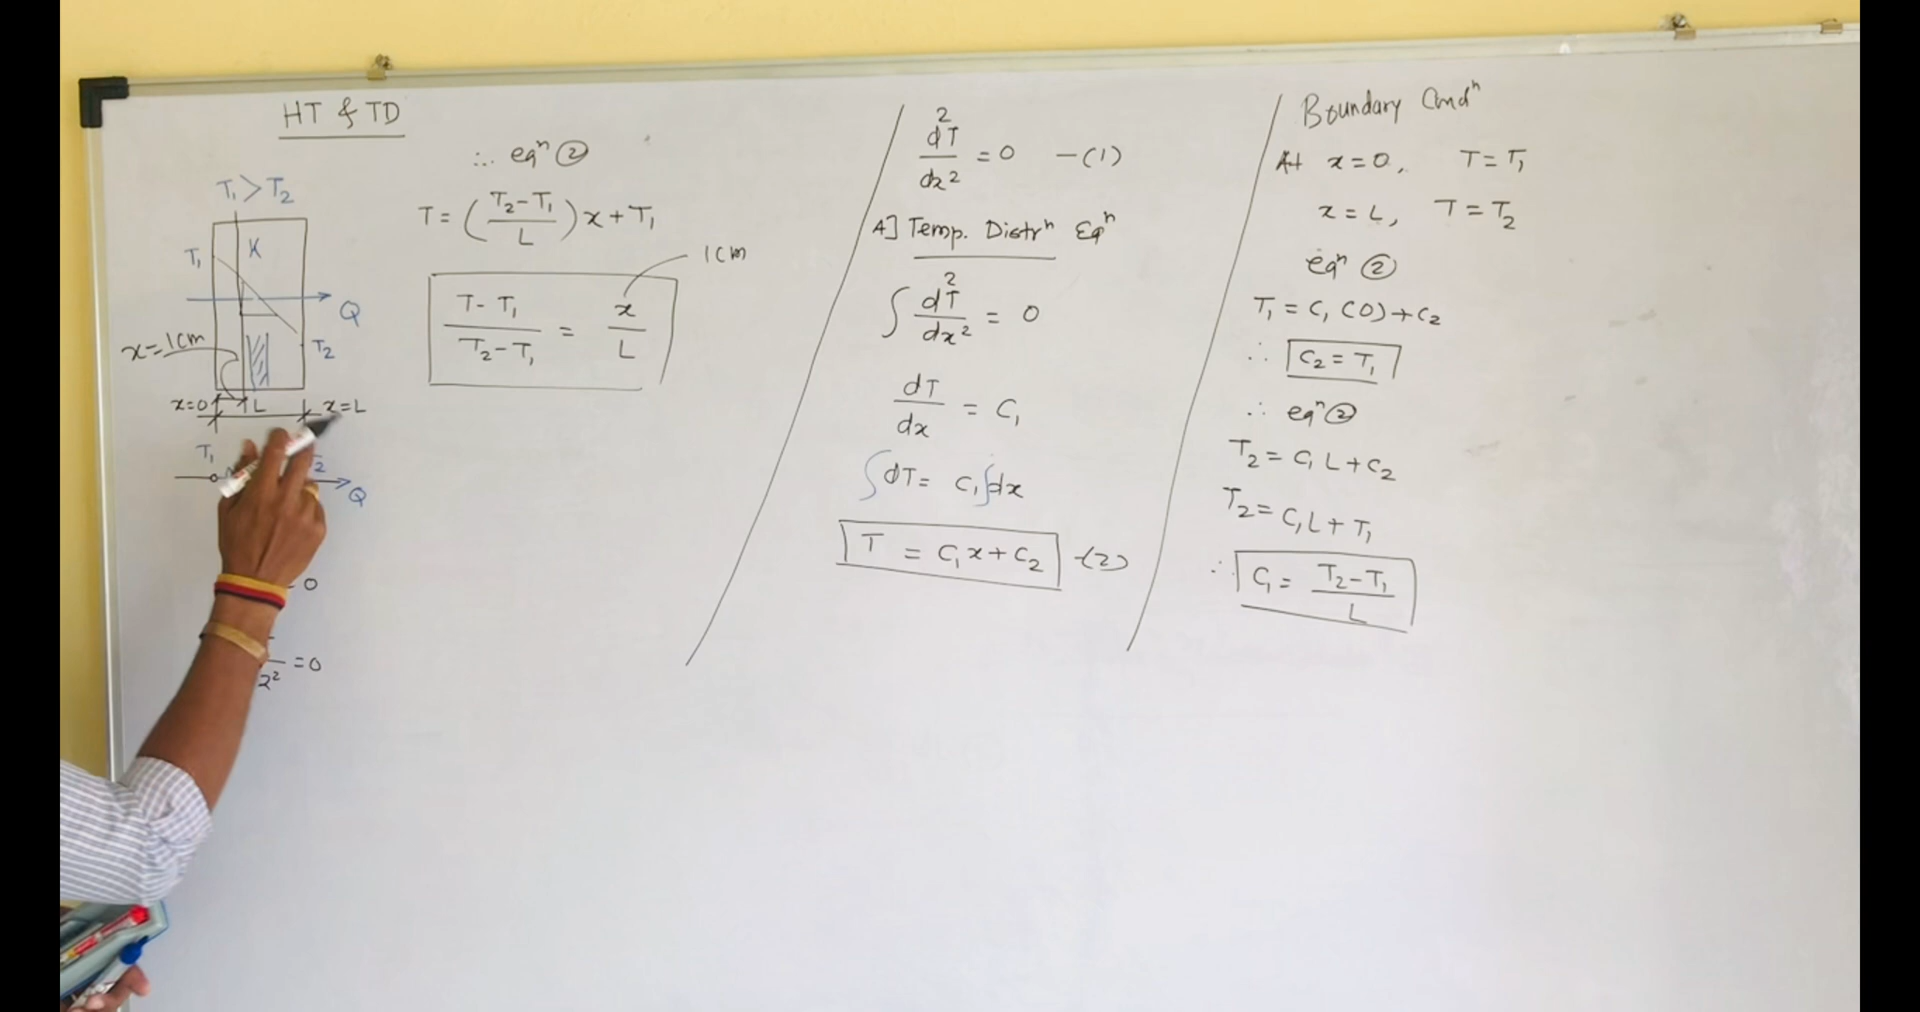 HT & TD
T₁ > T₂
T₁
K
Q
x=1cm
T₂
x=0
L
x=L
T₁
Q
0
=0
∴ eqⁿ ②
T = ( (T₂-T₁) / L ) x + T₁
1cm
(T - T₁) / (T₂-T₁) = x / L
d²T/dx² = 0 -(1)
A] Temp. Distrⁿ Eqⁿ
∫ d²T/dx² = 0
dT/dx = C₁
∫dT = C₁∫dx
T = C₁x + C₂ -(2)
Boundary Condⁿ
At x=0, T=T₁
x=L, T=T₂
eqⁿ ②
T₁ = C₁(0)+C₂
∴ C₂ = T₁
∴ eqⁿ ②
T₂ = C₁L+C₂
T₂ = C₁L+T₁
∴ C₁ = (T₂-T₁) / L